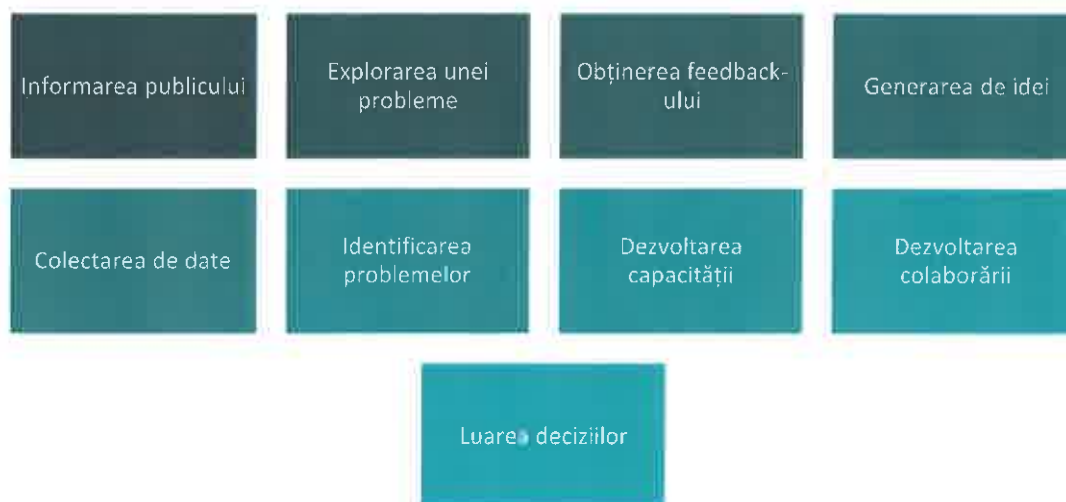 Informarea publicului
Explorarea unei
probleme
Obținerea feedback-
ului
Generarea de idei
Colectarea de date
Identificarea
problemelor
Dezvoltarea
capacității
Dezvoltarea
colaborării
Luarea deciziilor